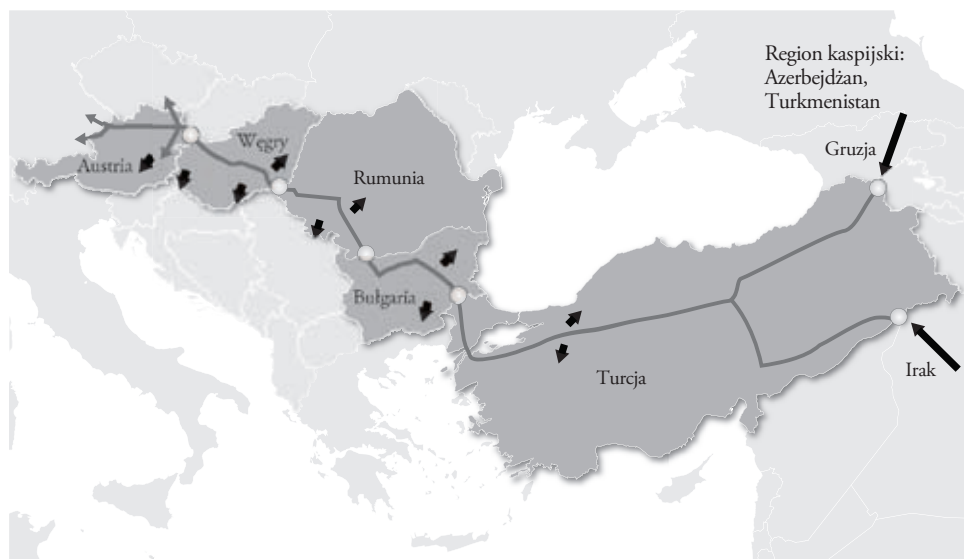 Region kaspijski:
Azerbejdżan,
Turkmenistan
Gruzja
Węgry
Austria
Rumunia
Bułgaria
Turcja
Irak